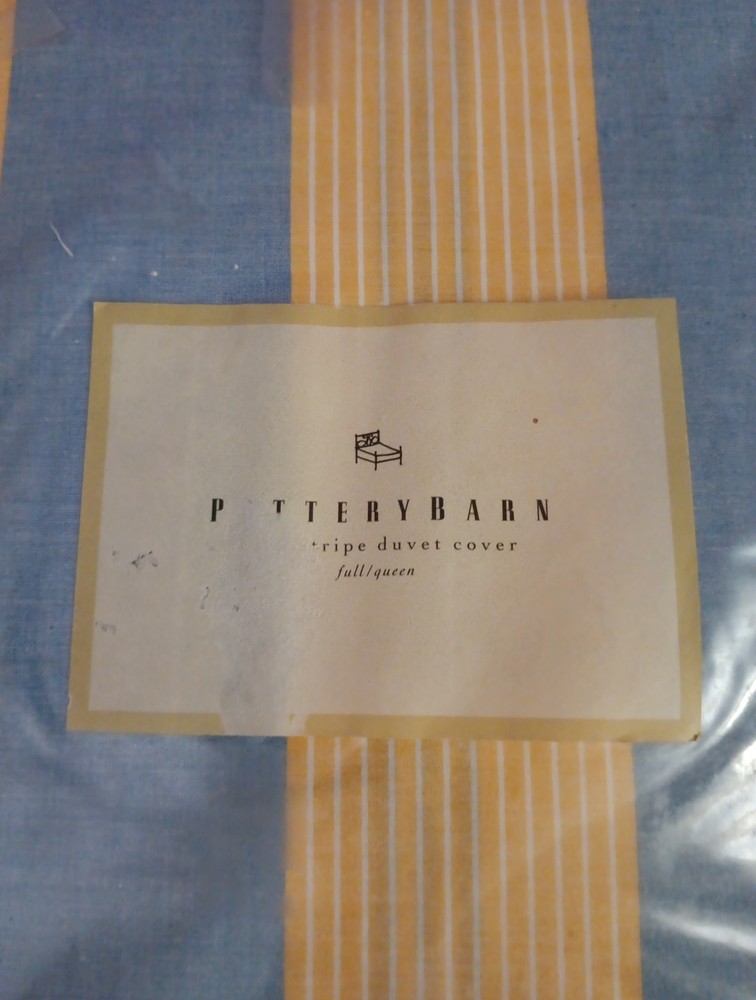 P TTERYBARN
tripe duvet cover
full/queen